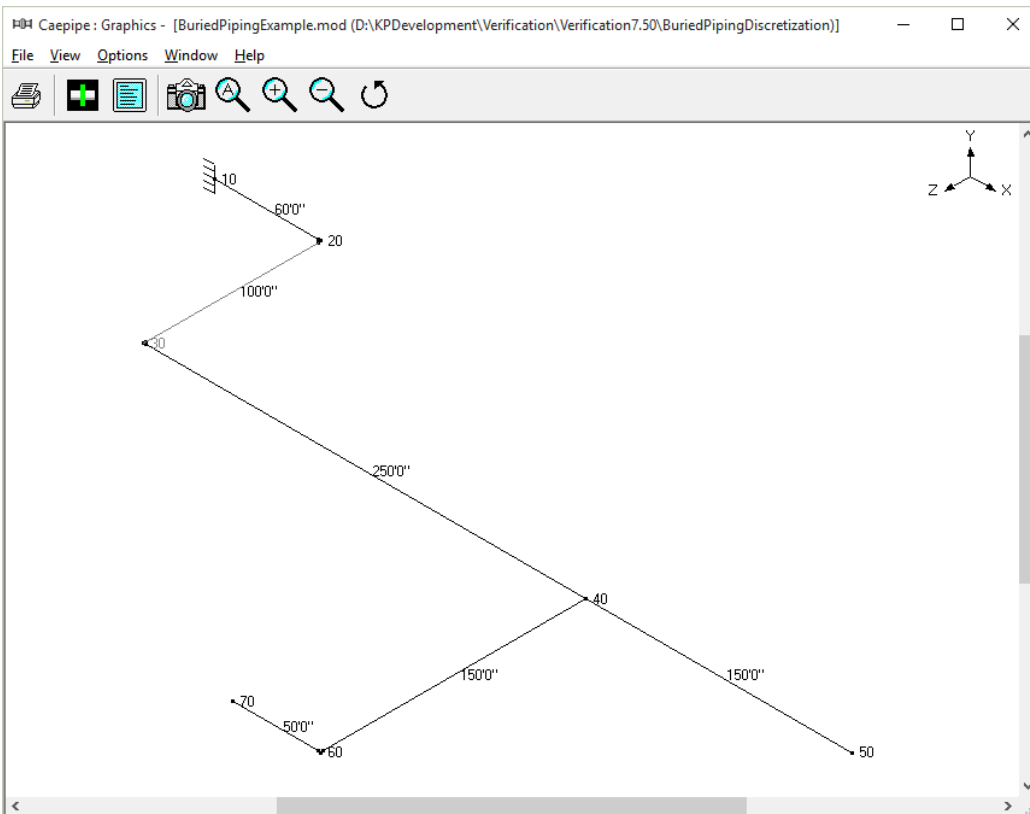 Caepipe : Graphics - [BuriedPipingExample.mod (D:\KPDevelopment\Verification\Verification7.50\BuriedPipingDiscretization)]
File View Options Window Help
A
Y
Z X
10
60'0"
20
100'0"
30
250'0"
40
150'0" 150'0"
70
50'0"
60 50